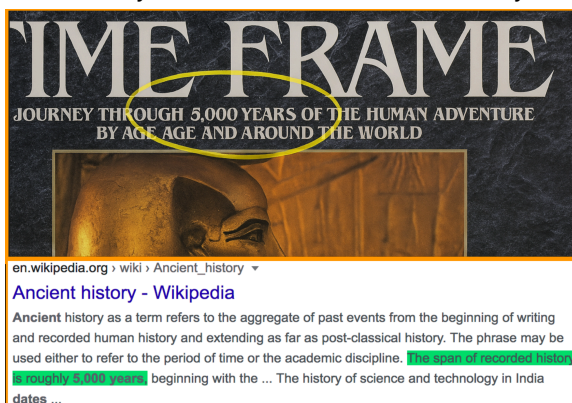 TIME FRAME
JOURNEY THROUGH 5,000 YEARS OF THE HUMAN ADVENTURE
BY AGE AGE AND AROUND THE WORLD
en.wikipedia.org › wiki › Ancient_history
Ancient history - Wikipedia
Ancient history as a term refers to the aggregate of past events from the beginning of writing
and recorded human history and extending as far as post-classical history. The phrase may be
used either to refer to the period of time or the academic discipline. The span of recorded history
is roughly 5,000 years, beginning with the ... The history of science and technology in India
dates ...